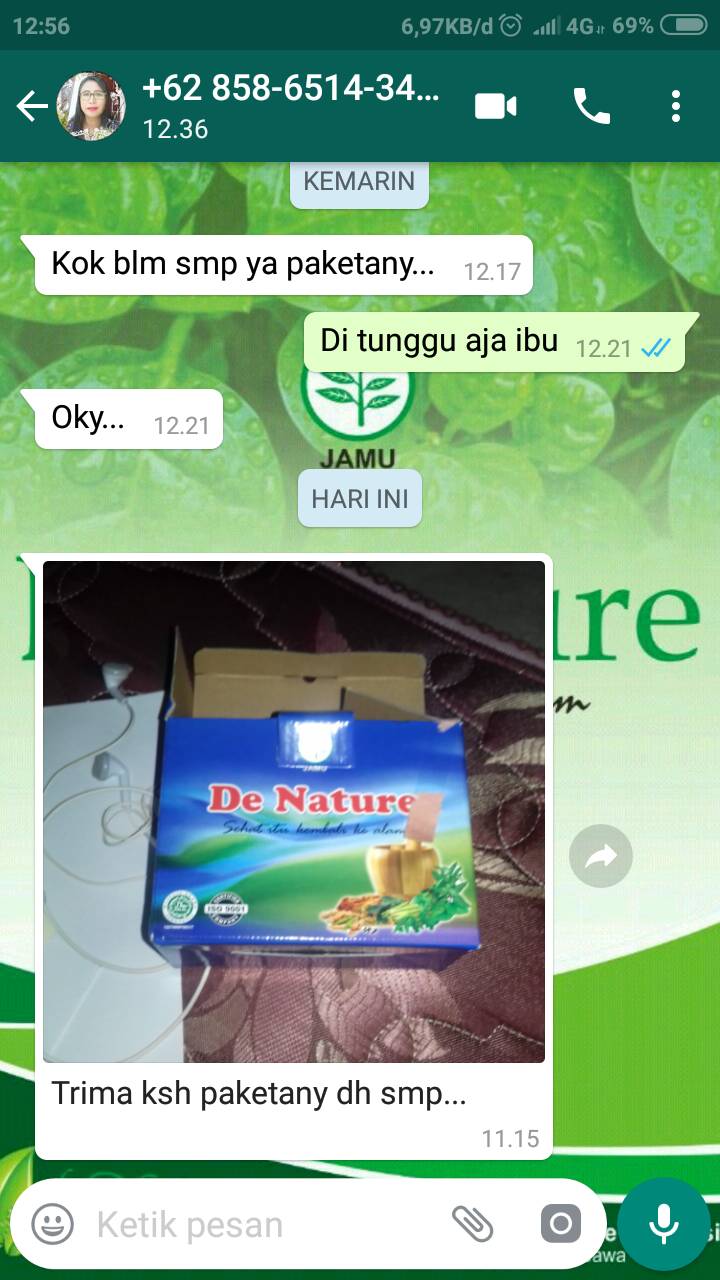 12:56
6,97KB/d 4G 69%
+62 858-6514-34...
12.36
KEMARIN
Kok blm smp ya paketany... 12.17
Di tunggu aja ibu 12.21
Oky... 12.21
JAMU
HARI INI
ure
m
JAMU
De Nature
Sehat itu kembali ke alam
ISO 9001
Trima ksh paketany dh smp...
11.15
Ketik pesan